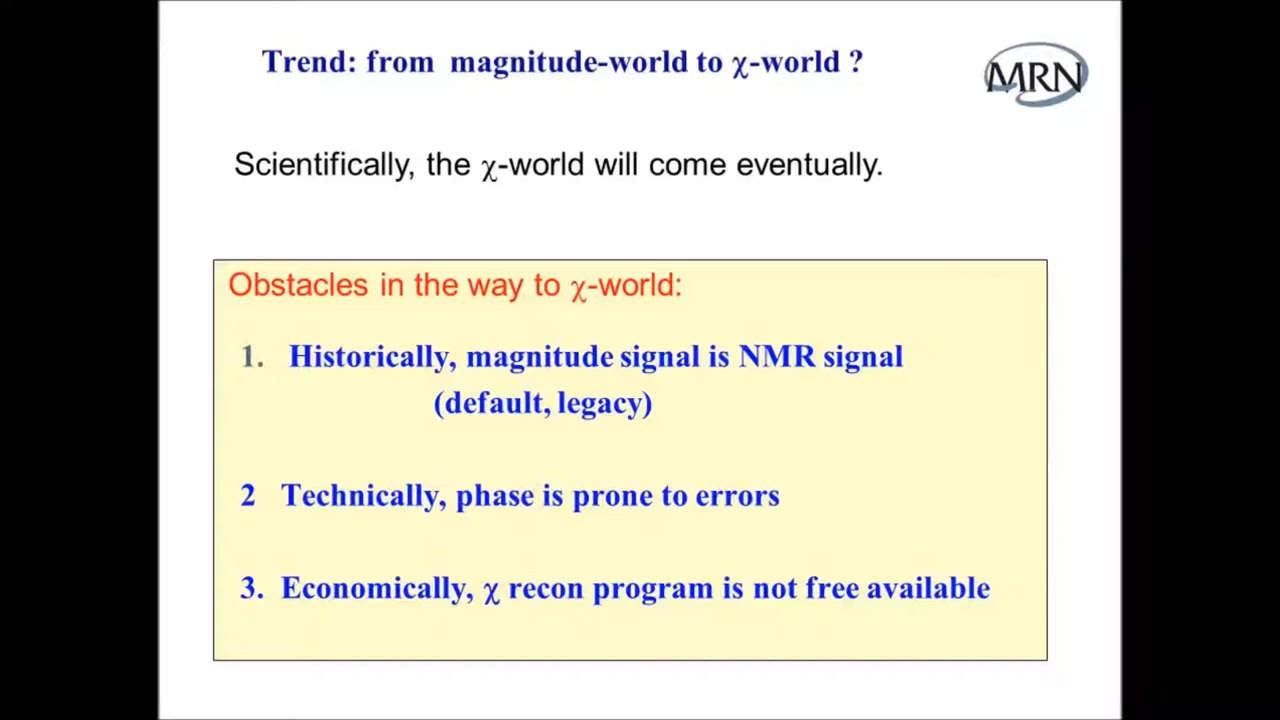 Trend: from magnitude-world to χ-world ?
MRN
Scientifically, the χ-world will come eventually.
Obstacles in the way to χ-world:
1. Historically, magnitude signal is NMR signal
(default, legacy)
2 Technically, phase is prone to errors
3. Economically, χ recon program is not free available